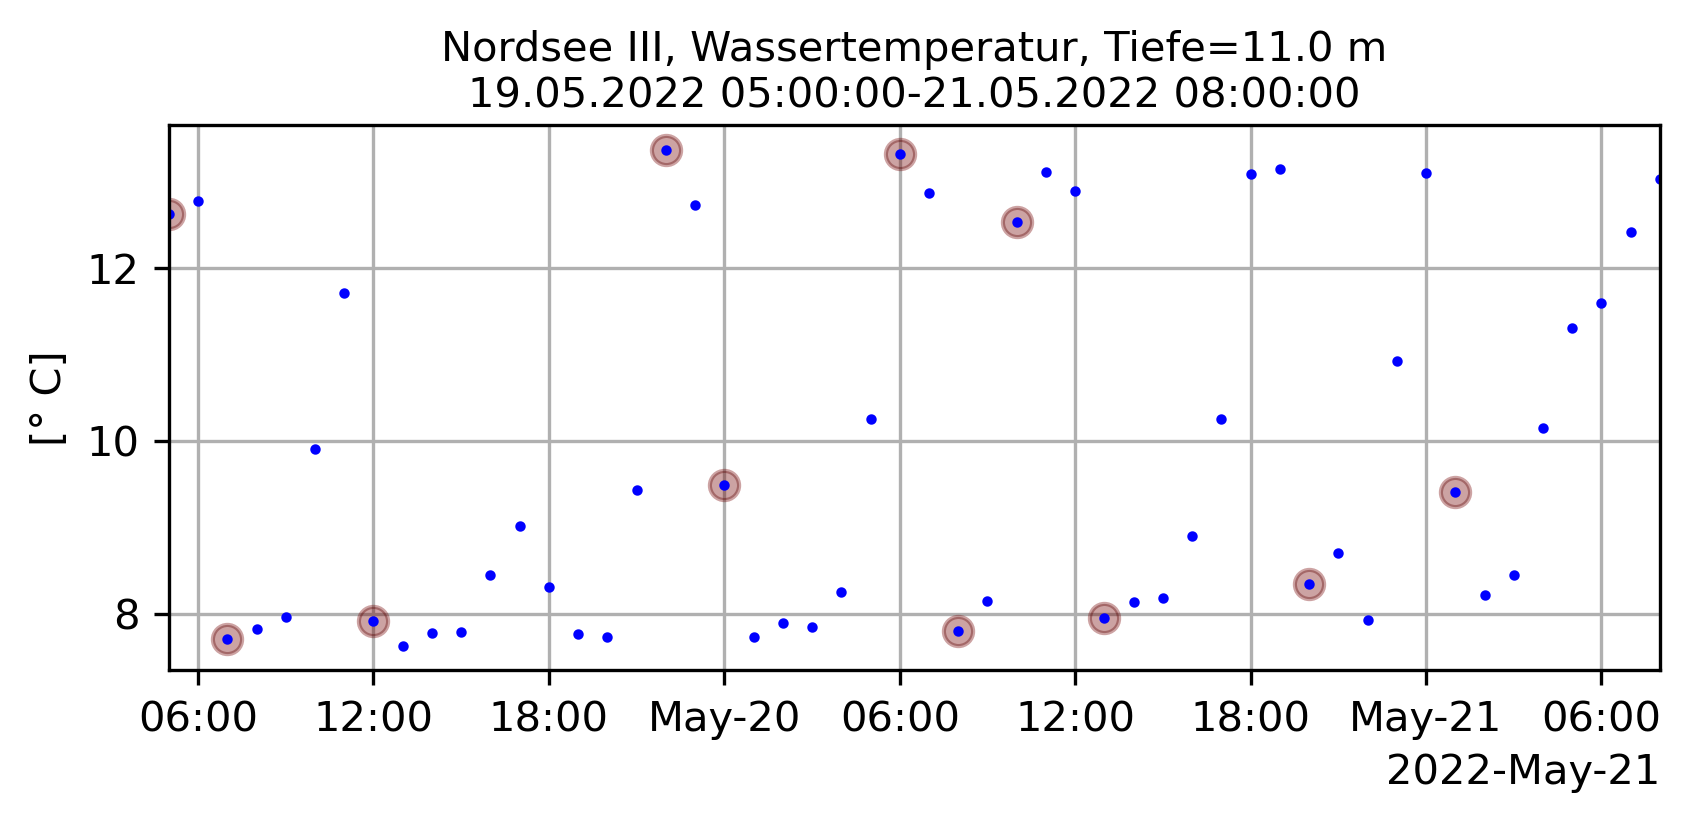 Nordsee III, Wassertemperatur, Tiefe=11.0 m
19.05.2022 05:00:00-21.05.2022 08:00:00
[° C]
12
10
8
06:00 12:00 18:00 May-20 06:00 12:00 18:00 May-21 06:00
2022-May-21